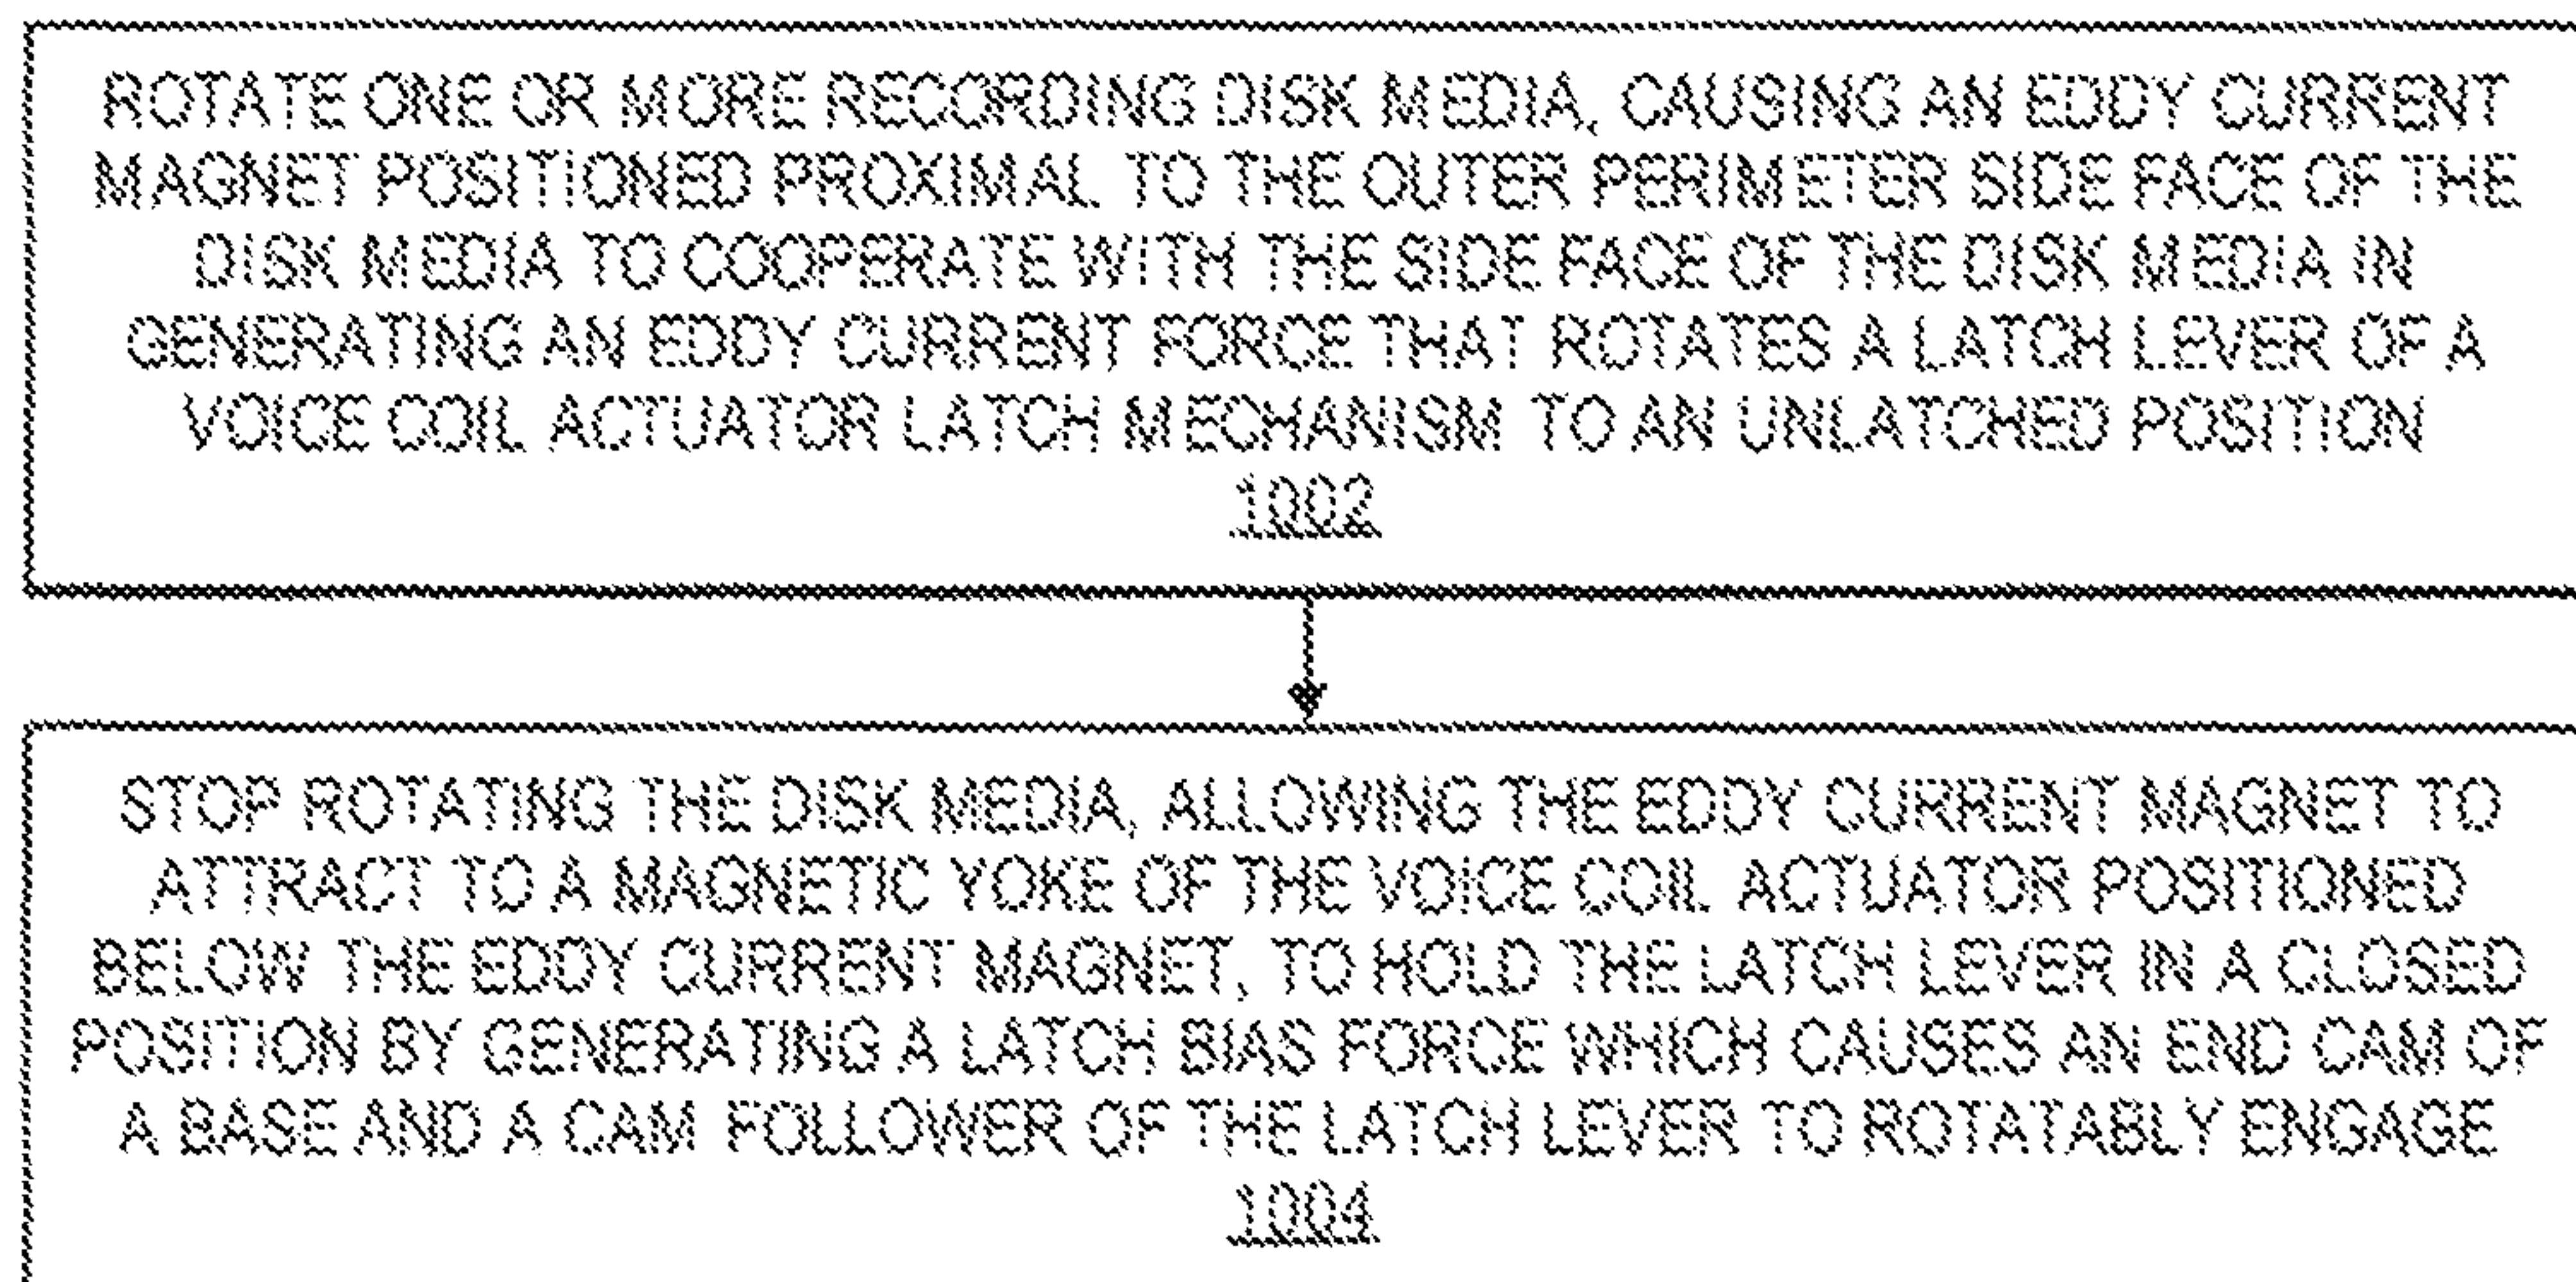 ROTATE ONE OR MORE RECORDING DISK MEDIA, CAUSING AN EDDY CURRENT
MAGNET POSITIONED PROXIMAL TO THE OUTER PERIMETER SIDE FACE OF THE
DISK MEDIA TO COOPERATE WITH THE SIDE FACE OF THE DISK MEDIA IN
GENERATING AN EDDY CURRENT FORCE THAT ROTATES A LATCH LEVER OF A
VOICE COIL ACTUATOR LATCH MECHANISM TO AN UNLATCHED POSITION
1002
STOP ROTATING THE DISK MEDIA, ALLOWING THE EDDY CURRENT MAGNET TO
ATTRACT TO A MAGNETIC YOKE OF THE VOICE COIL ACTUATOR POSITIONED
BELOW THE EDDY CURRENT MAGNET, TO HOLD THE LATCH LEVER IN A CLOSED
POSITION BY GENERATING A LATCH BIAS FORCE WHICH CAUSES AN END CAM OF
A BASE AND A CAM FOLLOWER OF THE LATCH LEVER TO ROTATABLY ENGAGE
1004